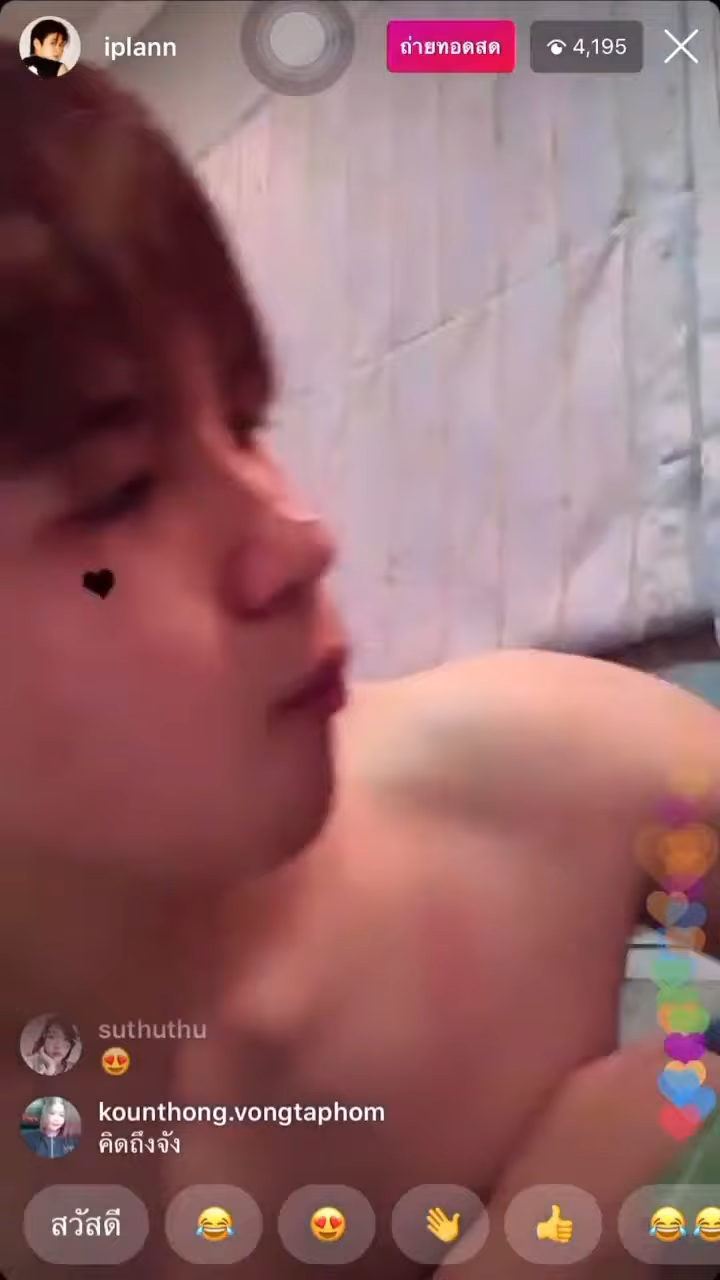 iplann
ถ่ายทอดสด
4,195
suthuthu
😍
kounthong.vongtaphom
คิดถึงจัง
สวัสดี 😂 😍 👋 👍 😂😂